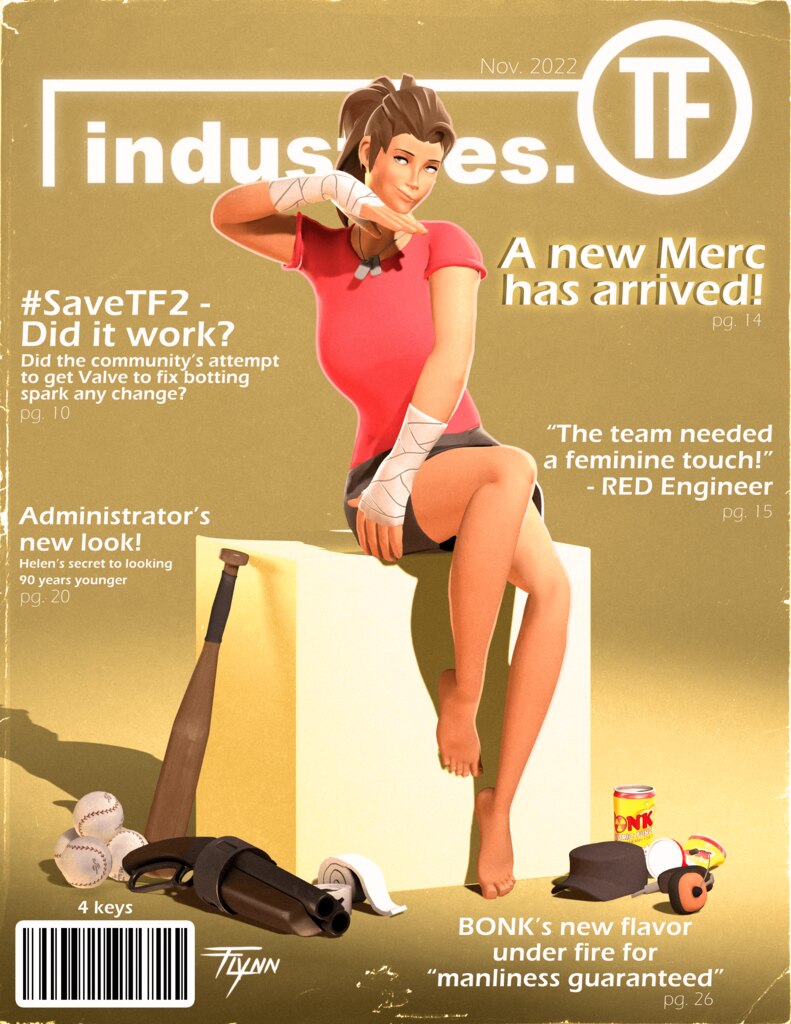 Nov. 2022
TF
indus es.
A new Merc
has arrived!
pg. 14
#SaveTF2 -
Did it work?
Did the community's attempt
to get Valve to fix botting
spark any change?
pg. 10
"The team needed
a feminine touch!"
- RED Engineer
pg. 15
Administrator's
new look!
Helen's secret to looking
90 years younger
pg. 20
BONK
4 keys
FLYNN
BONK's new flavor
under fire for
"manliness guaranteed"
pg. 26